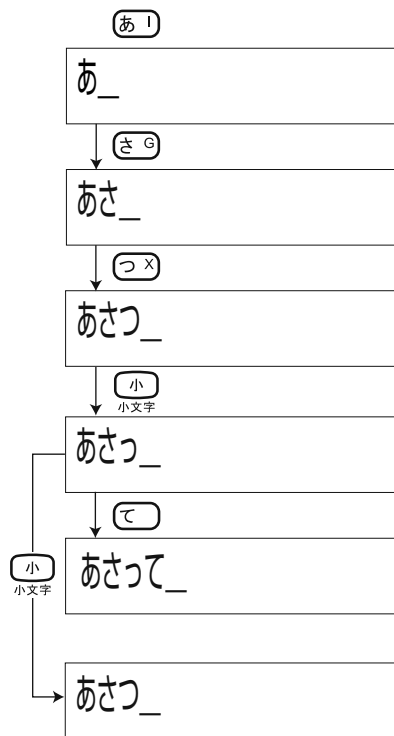 あ I
あ_
さ G
あさ_
つ X
あさつ_
小
小文字
あさっ_
て
あさって_
小
小文字
あさつ_